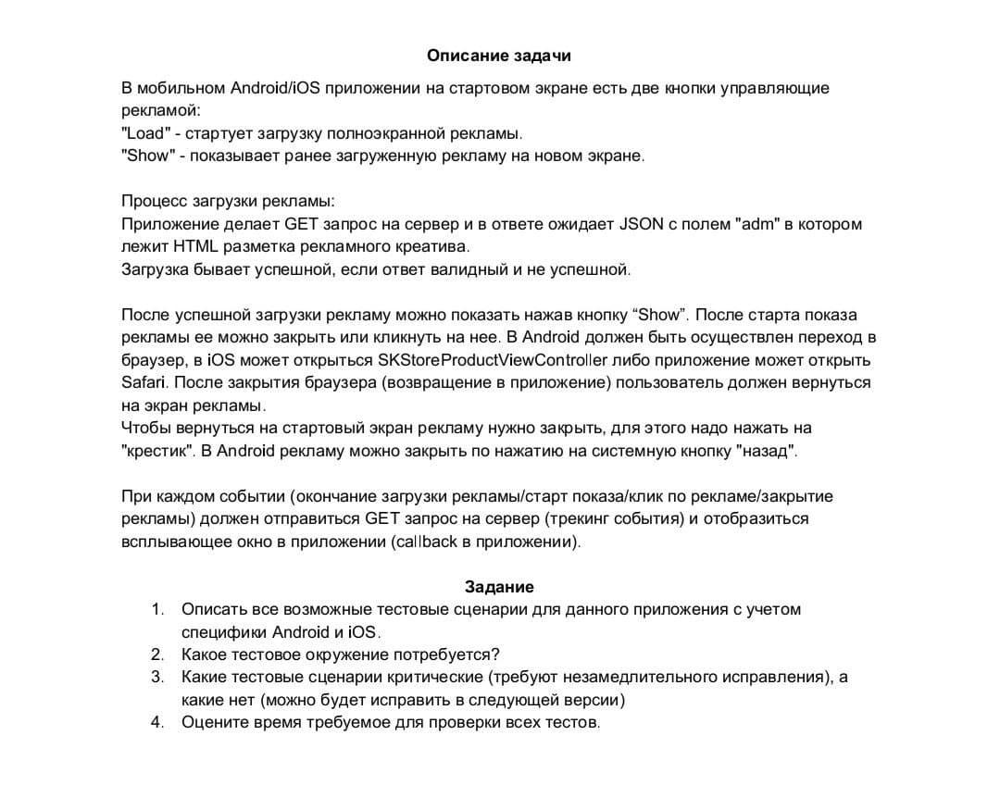 Описание задачи
В мобильном Android/iOS приложении на стартовом экране есть две кнопки управляющие
рекламой:
"Load" - стартует загрузку полноэкранной рекламы.
"Show" - показывает ранее загруженную рекламу на новом экране.
Процесс загрузки рекламы:
Приложение делает GET запрос на сервер и в ответе ожидает JSON с полем "adm" в котором
лежит HTML разметка рекламного креатива.
Загрузка бывает успешной, если ответ валидный и не успешной.
После успешной загрузки рекламу можно показать нажав кнопку “Show”. После старта показа
рекламы ее можно закрыть или кликнуть на нее. В Android должен быть осуществлен переход в
браузер, в iOS может открыться SKStoreProductViewController либо приложение может открыть
Safari. После закрытия браузера (возвращение в приложение) пользователь должен вернуться
на экран рекламы.
Чтобы вернуться на стартовый экран рекламу нужно закрыть, для этого надо нажать на
"крестик". В Android рекламу можно закрыть по нажатию на системную кнопку "назад".
При каждом событии (окончание загрузки рекламы/старт показа/клик по рекламе/закрытие
рекламы) должен отправиться GET запрос на сервер (трекинг события) и отобразиться
всплывающее окно в приложении (callback в приложении).
Задание
1. Описать все возможные тестовые сценарии для данного приложения с учетом
специфики Android и iOS.
2. Какое тестовое окружение потребуется?
3. Какие тестовые сценарии критические (требуют незамедлительного исправления), а
какие нет (можно будет исправить в следующей версии)
4. Оцените время требуемое для проверки всех тестов.